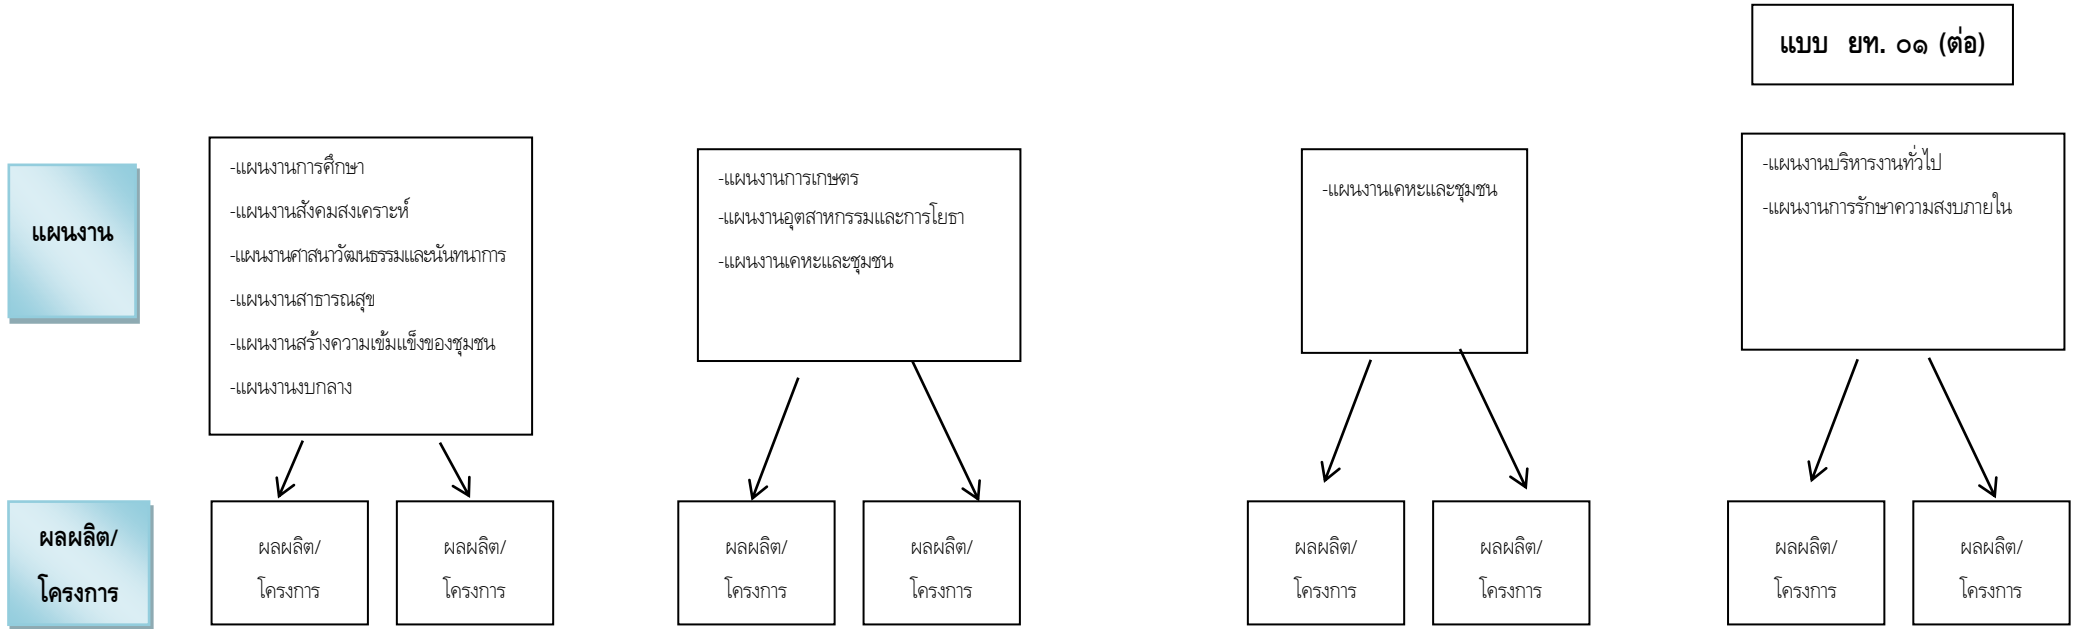 แบบ ยท. ๐๑ (ต่อ)
แผนงาน
-แผนงานการศึกษา
-แผนงานสังคมสงเคราะห์
-แผนงานศาสนาวัฒนธรรมและนันทนาการ
-แผนงานสาธารณสุข
-แผนงานสร้างความเข้มแข็งของชุมชน
-แผนงานงบกลาง
-แผนงานการเกษตร
-แผนงานอุตสาหกรรมและการโยธา
-แผนงานเคหะและชุมชน
-แผนงานเคหะและชุมชน
-แผนงานบริหารงานทั่วไป
-แผนงานการรักษาความสงบภายใน
ผลผลิต/
โครงการ
ผลผลิต/
โครงการ
ผลผลิต/
โครงการ
ผลผลิต/
โครงการ
ผลผลิต/
โครงการ
ผลผลิต/
โครงการ
ผลผลิต/
โครงการ
ผลผลิต/
โครงการ
ผลผลิต/
โครงการ